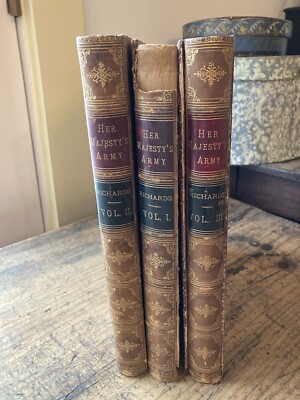 HER
MAJESTY'S
ARMY
RICHARDS
VOL. II.
HER
MAJESTY'S
ARMY
RICHARDS
VOL. I.
HER
MAJESTY'S
ARMY
RICHARDS
VOL. III.